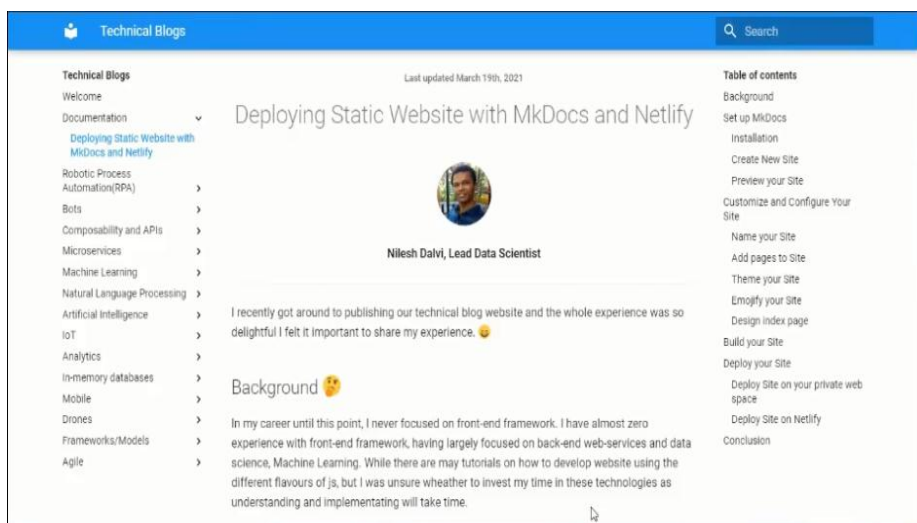 Technical Blogs
Search
Technical Blogs
Welcome
Documentation
Deploying Static Website with
MkDocs and Netlify
Robotic Process
Automation(RPA)
Bots
Composability and APIs
Microservices
Machine Learning
Natural Language Processing
Artificial Intelligence
IoT
Analytics
In-memory databases
Mobile
Drones
Frameworks/Models
Agile
Last updated March 19th, 2021
Deploying Static Website with MkDocs and Netlify
Nilesh Dalvi, Lead Data Scientist
I recently got around to publishing our technical blog website and the whole experience was so
delightful I felt it important to share my experience. 😄
Background 🤔
In my career until this point, I never focused on front-end framework. I have almost zero
experience with front-end framework, having largely focused on back-end web-services and data
science, Machine Learning. While there are may tutorials on how to develop website using the
different flavours of js, but I was unsure wheather to invest my time in these technologies as
understanding and implementating will take time.
Table of contents
Background
Set up MkDocs
Installation
Create New Site
Preview your Site
Customize and Configure Your
Site
Name your Site
Add pages to Site
Theme your Site
Emojify your Site
Design index page
Build your Site
Deploy your Site
Deploy Site on your private web
space
Deploy Site on Netlify
Conclusion